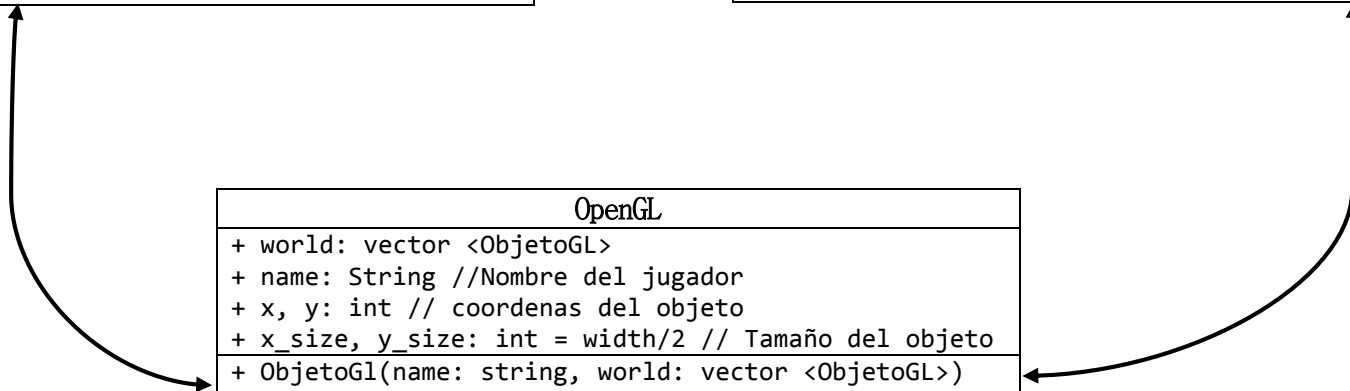 OpenGL
+ world: vector <ObjetoGL>
+ name: String //Nombre del jugador
+ x, y: int // coordenas del objeto
+ x_size, y_size: int = width/2 // Tamaño del objeto
+ ObjetoGl(name: string, world: vector <ObjetoGL>)